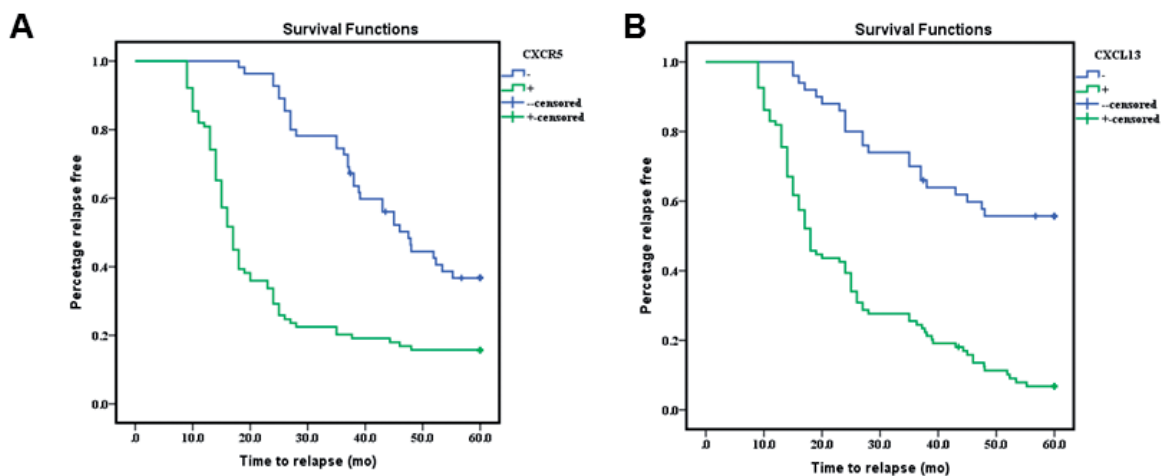 A
Survival Functions
CXCR5
-
+
--censored
+-censored
Percetage relapse free
1.0
0.8
0.6
0.4
0.2
0.0
.0 10.0 20.0 30.0 40.0 50.0 60.0
Time to relapse (mo)
B
Survival Functions
CXCL13
-
+
--censored
+-censored
Percetage relapse free
1.0
0.8
0.6
0.4
0.2
0.0
.0 10.0 20.0 30.0 40.0 50.0 60.0
Time to relapse (mo)